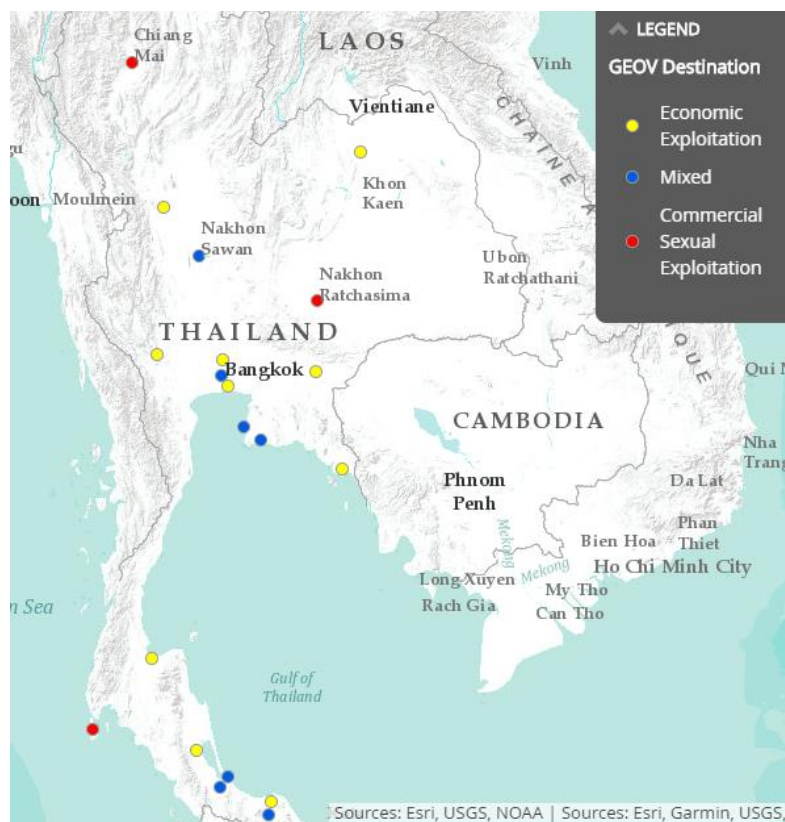 LEGEND
GEOV Destination
Economic
Exploitation
Mixed
Commercial
Sexual
Exploitation
Chiang
Mai
LAOS
Vinh
Vientiane
CHAÎNE A
Khon
Kaen
gu
oon
Moulmein
Nakhon
Sawan
Ubon
Ratchathani
Nakhon
Ratchasima
THAILAND
QUE
Bangkok
Qui N
CAMBODIA
Nha
Trang
Phnom
Penh
Da Lat
Mekong
Phan
Thiet
Bien Hoa
Ho Chi Minh City
Long Xuyen
Mekong
My Tho
Rach Gia
Can Tho
n Sea
Gulf of
Thailand
Sources: Esri, USGS, NOAA | Sources: Esri, Garmin, USGS,